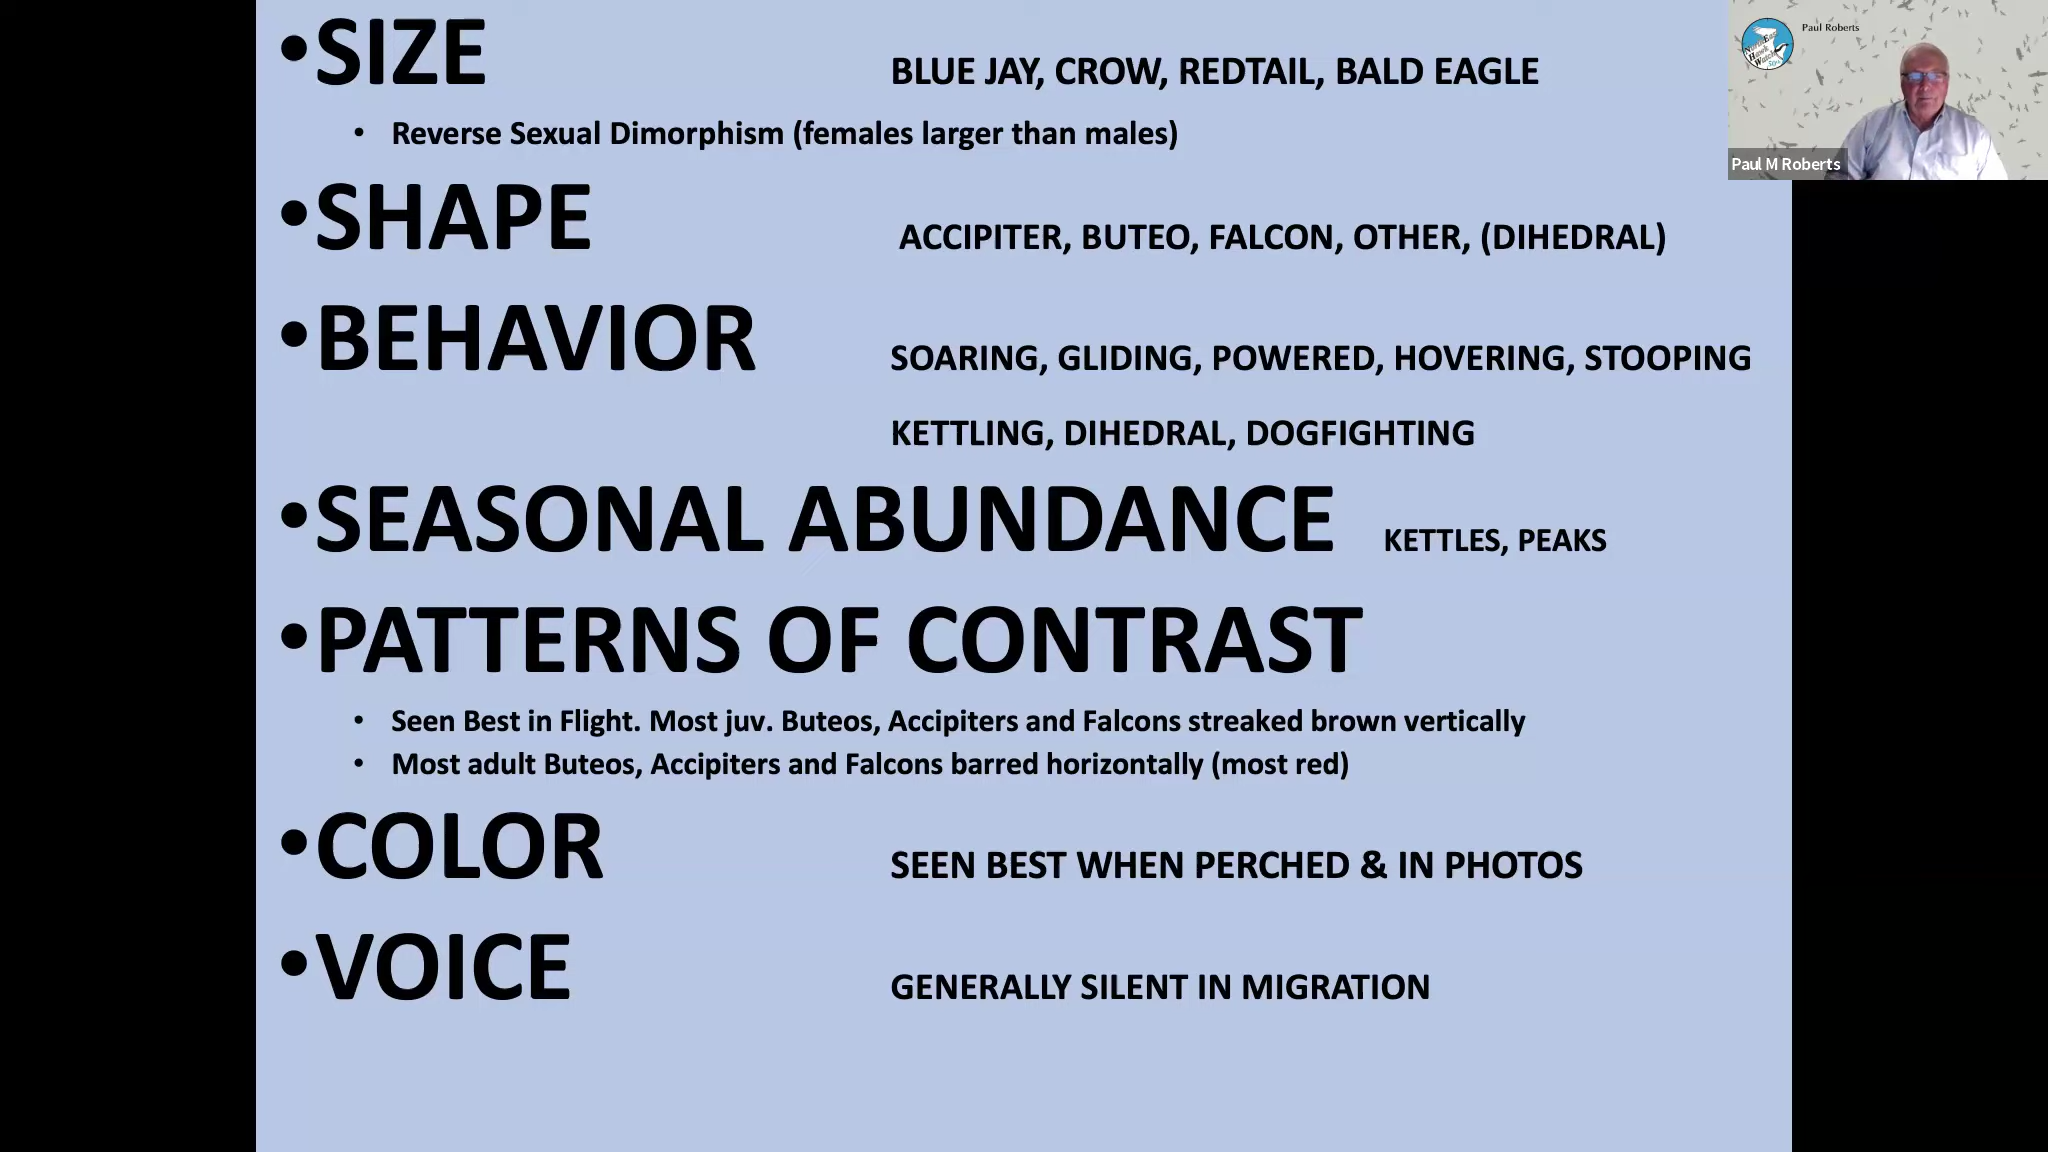 •SIZE BLUE JAY, CROW, REDTAIL, BALD EAGLE
• Reverse Sexual Dimorphism (females larger than males)
•SHAPE ACCIPITER, BUTEO, FALCON, OTHER, (DIHEDRAL)
•BEHAVIOR SOARING, GLIDING, POWERED, HOVERING, STOOPING
KETTLING, DIHEDRAL, DOGFIGHTING
•SEASONAL ABUNDANCE KETTLES, PEAKS
•PATTERNS OF CONTRAST
• Seen Best in Flight. Most juv. Buteos, Accipiters and Falcons streaked brown vertically
• Most adult Buteos, Accipiters and Falcons barred horizontally (most red)
•COLOR SEEN BEST WHEN PERCHED & IN PHOTOS
•VOICE GENERALLY SILENT IN MIGRATION
Paul Roberts
Paul M Roberts